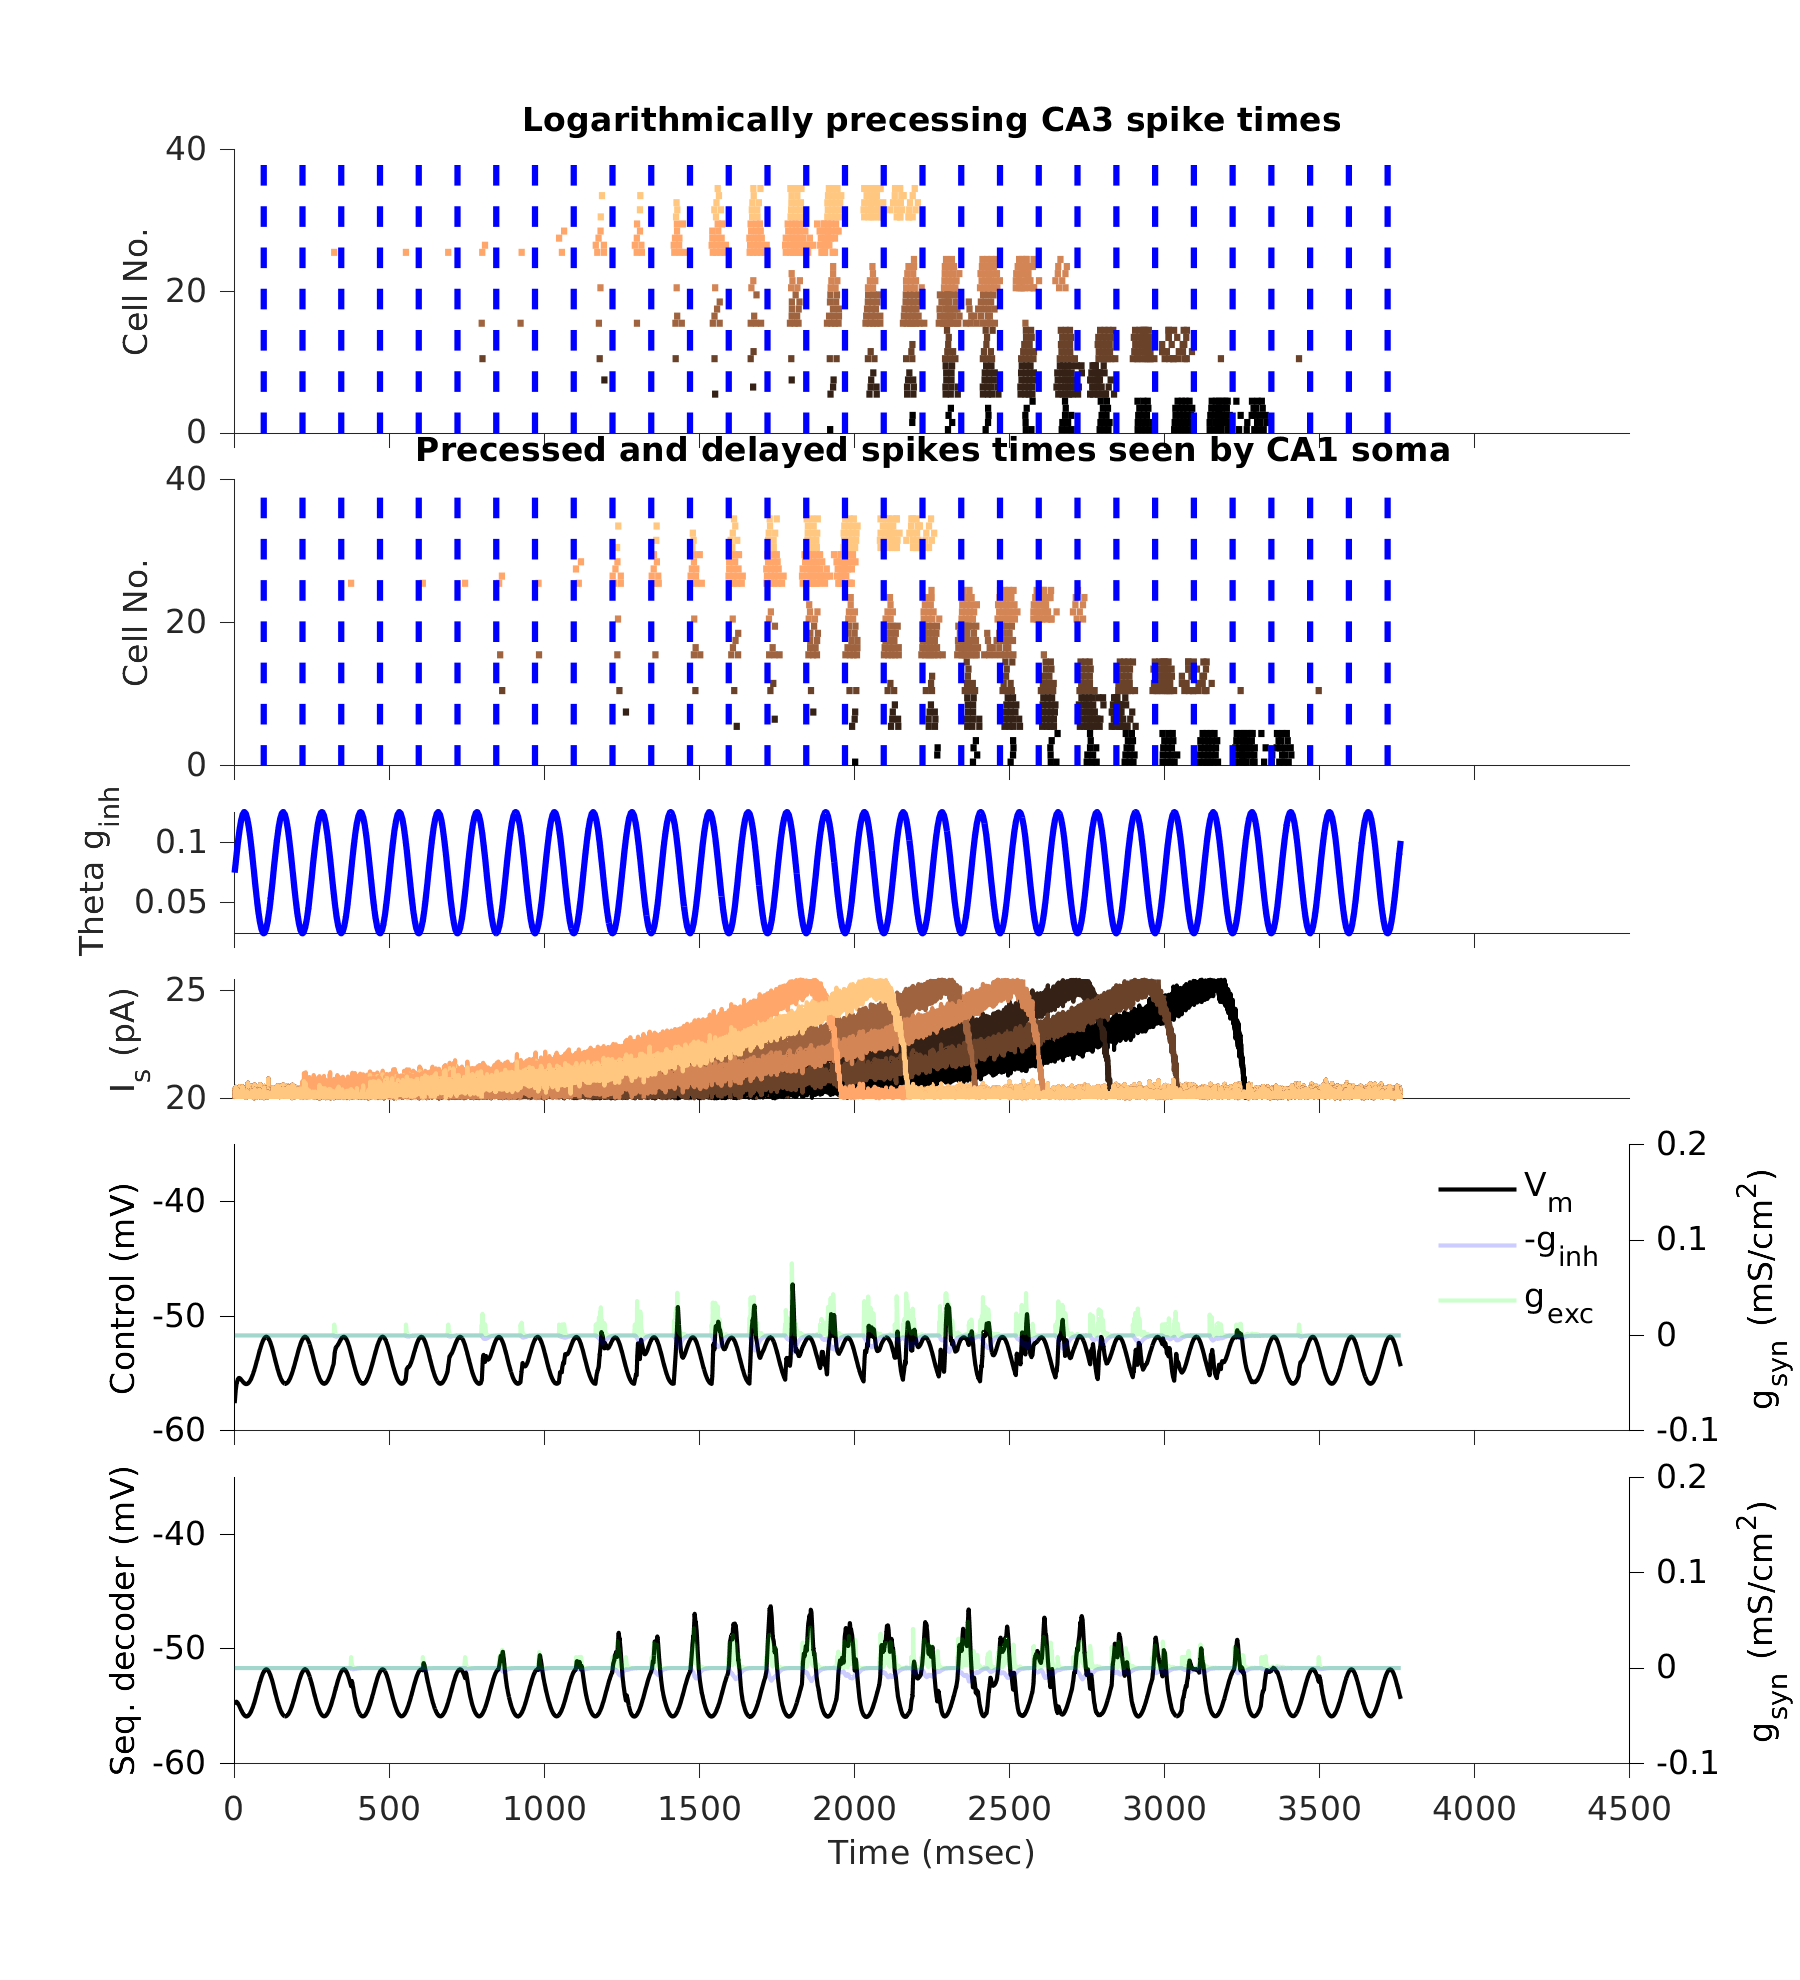 Logarithmically precessing CA3 spike times
40
20
0
Cell No.
Precessed and delayed spikes times seen by CA1 soma
40
20
0
Cell No.
0.1
0.05
Theta g_inh
25
20
I_s (pA)
-40
-50
-60
Control (mV)
V_m
-g_inh
g_exc
0.2
0.1
0
-0.1
g_syn (mS/cm^2)
-40
-50
-60
Seq. decoder (mV)
0.2
0.1
0
-0.1
g_syn (mS/cm^2)
0 500 1000 1500 2000 2500 3000 3500 4000 4500
Time (msec)